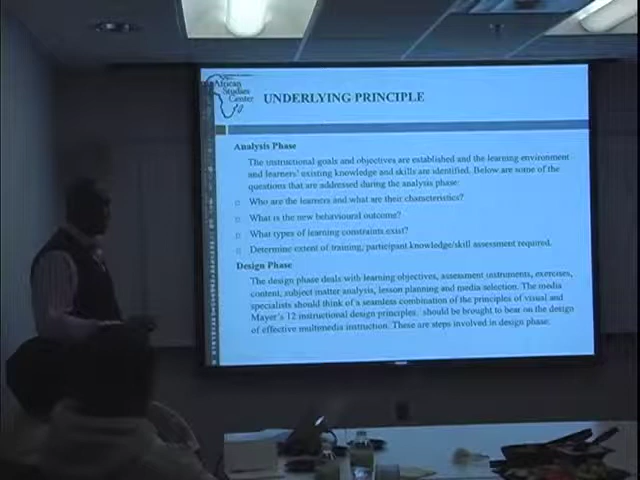 African
Studies
Center
UNDERLYING PRINCIPLE
Analysis Phase
The instructional goals and objectives are established and the learning environment
and learners' existing knowledge and skills are identified. Below are some of the
questions that are addressed during the analysis phase:
Who are the learners and what are their characteristics?
What is the new behavioural outcome?
What types of learning constraints exist?
Determine extent of training, participant knowledge/skill assessment required.
Design Phase
The design phase deals with learning objectives, assessment instruments, exercises,
content, subject matter analysis, lesson planning and media selection. The media
specialists should think of a seamless combination of the principles of visual and
Mayer's 12 instructional design principles, should be brought to bear on the design
of effective multimedia instruction. These are steps involved in design phase: